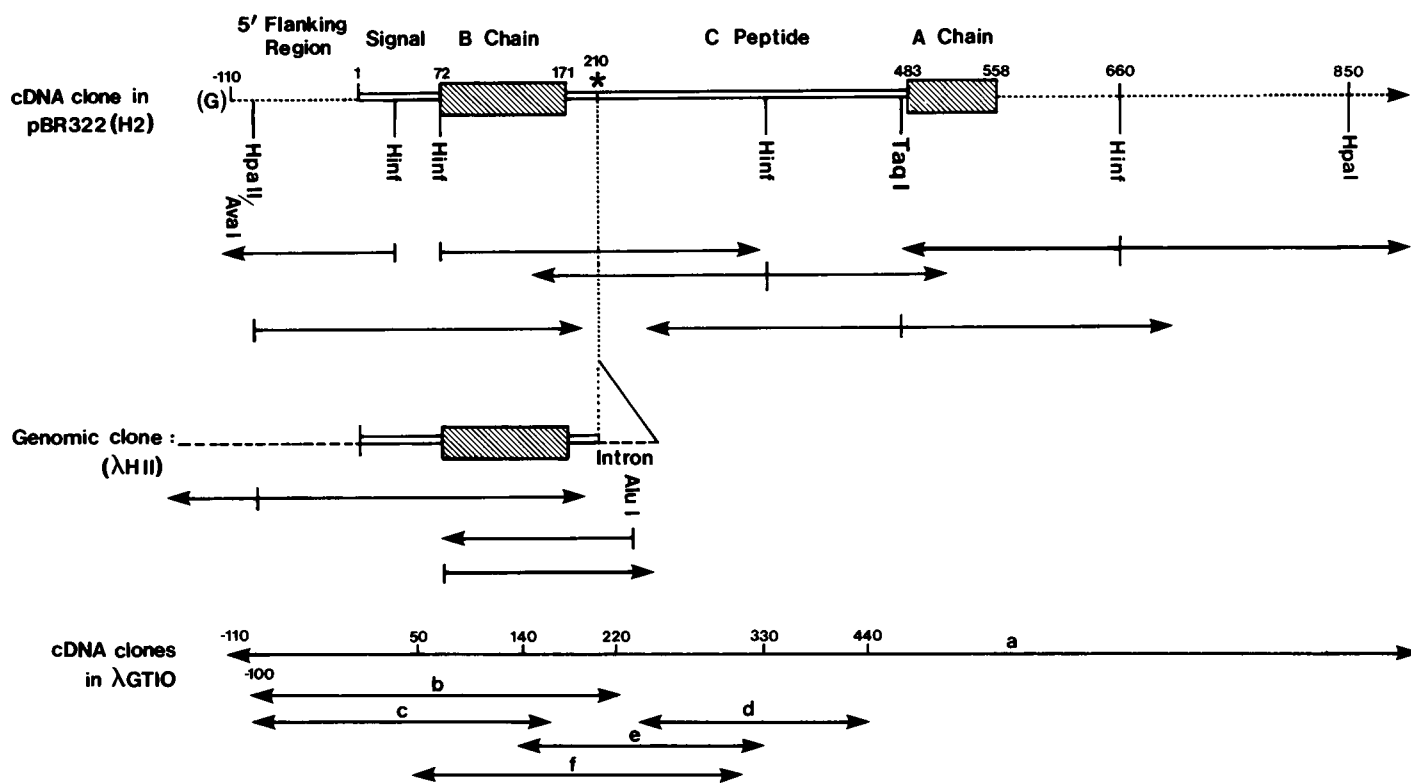 5' Flanking Region
Signal
B Chain
C Peptide
A Chain
-110
1
72
171
210
*
483
558
660
850
cDNA clone in pBR322 (H2)
(G)
HpaII/AvaI
Hinf
Hinf
Hinf
TaqI
Hinf
HpaI
Genomic clone :
(λHII)
Intron
AluI
cDNA clones in λGT10
-110
50
140
220
330
440
a
-100
b
c
d
e
f